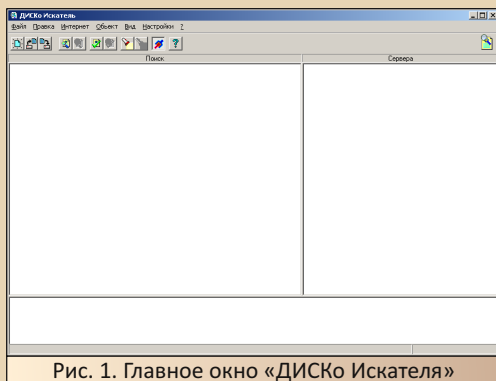 ДИСКо Искатель
Файл Правка Интернет Объект Вид Настройки ?
Поиск Сервера
Рис. 1. Главное окно «ДИСКо Искателя»